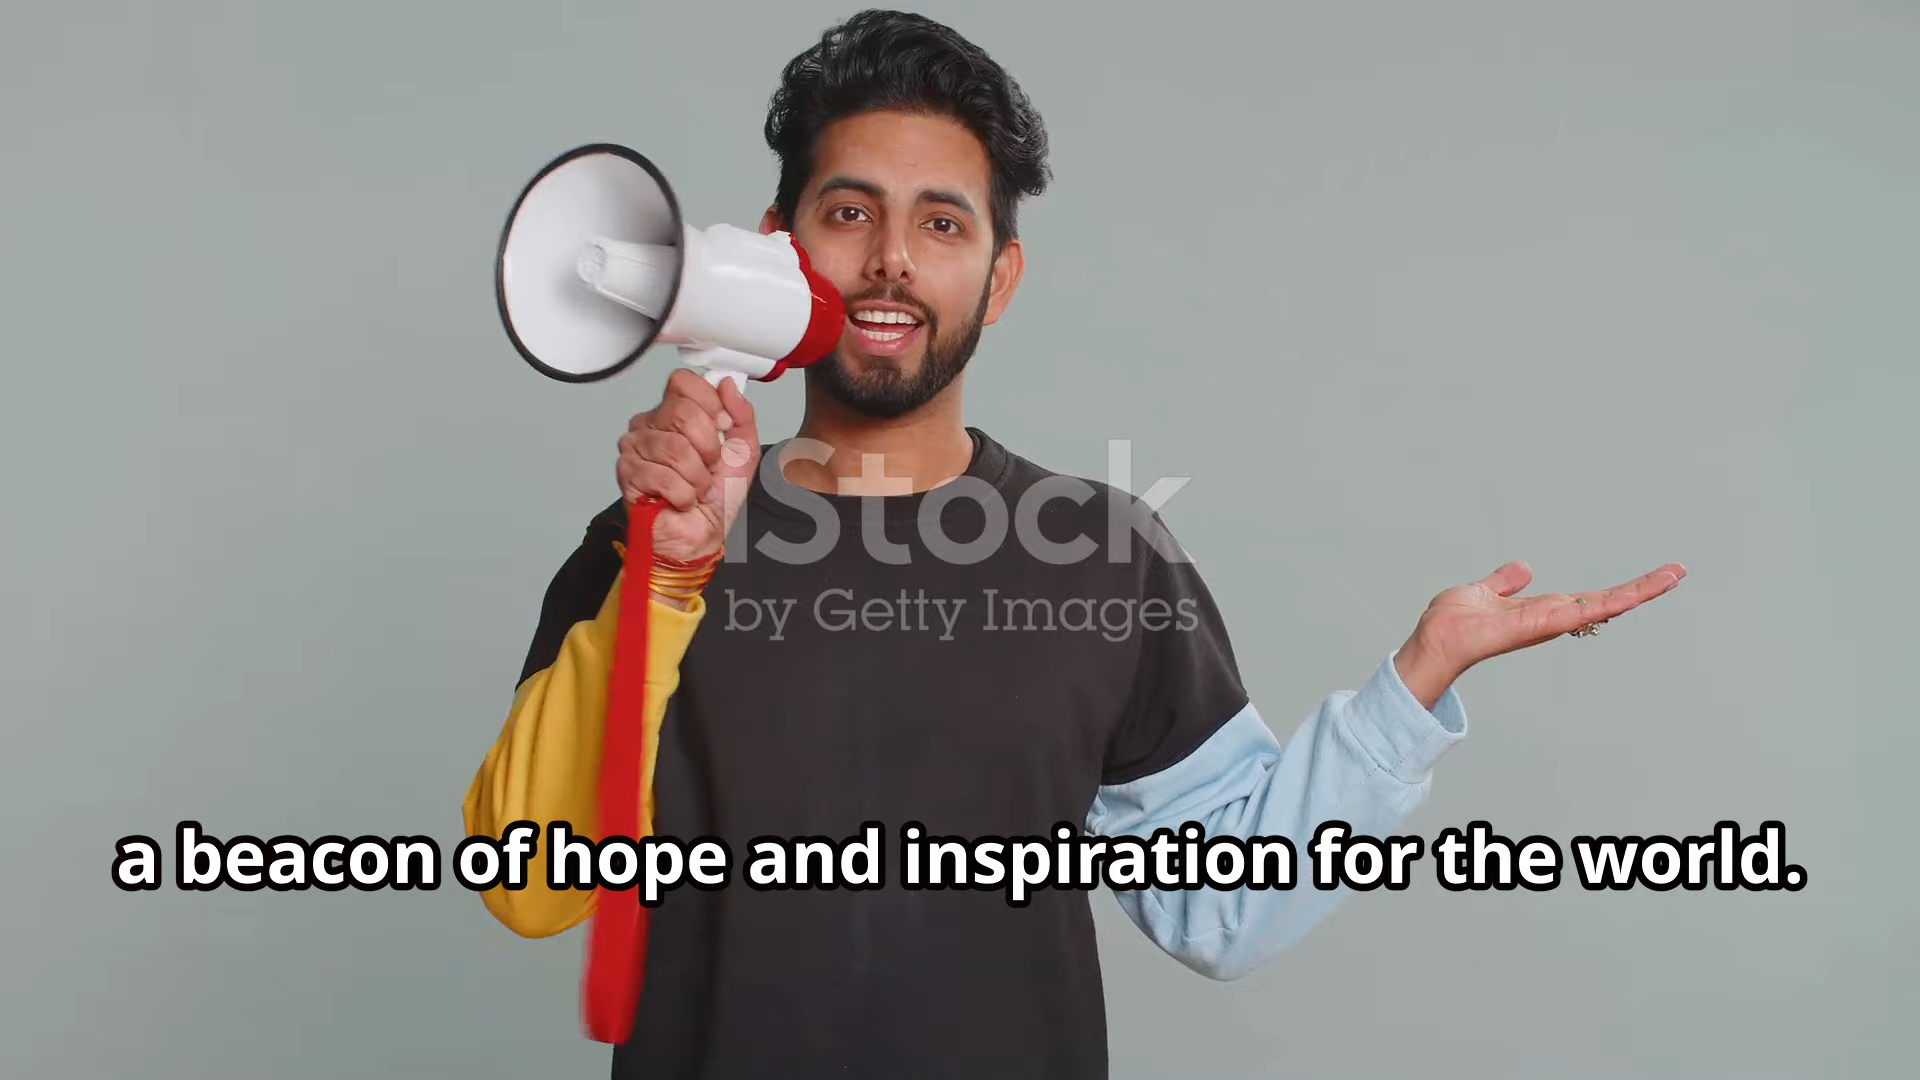 iStock
by Getty Images
a beacon of hope and inspiration for the world.